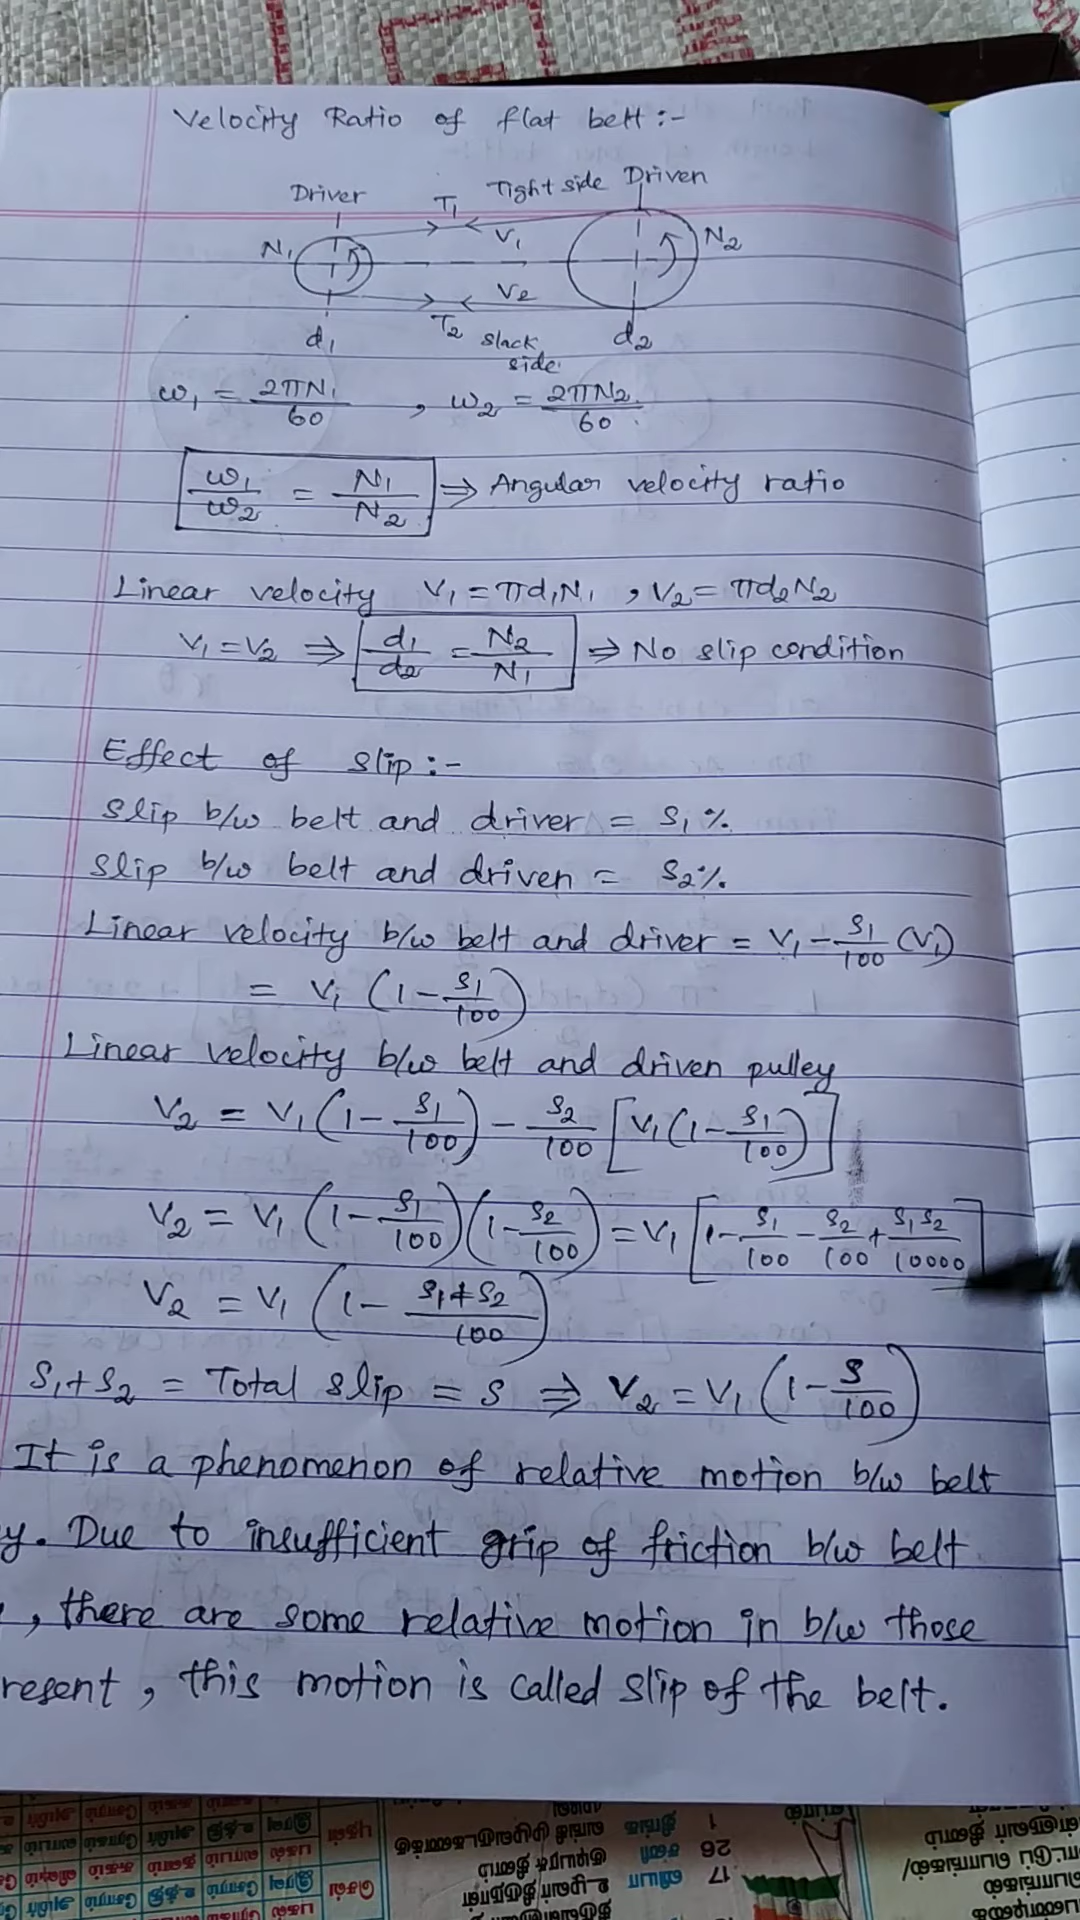 Velocity Ratio of flat belt :-
Driver T₁ Tight side Driven
N₁ V₁ N₂
V₂
d₁ T₂ slack side. d₂
ω₁ = 2πN₁/60 , ω₂ = 2πN₂/60
ω₁/ω₂ = N₁/N₂ ⇒ Angular velocity ratio
Linear velocity V₁ = πd₁N₁ , V₂ = πd₂N₂
V₁ = V₂ ⇒ d₁/d₂ = N₂/N₁ ⇒ No slip condition
Effect of slip :-
slip b/w belt and driver = S₁ %.
slip b/w belt and driven = S₂ %.
Linear velocity b/w belt and driver = V₁ - S₁/100 (V₁)
= V₁ (1 - S₁/100)
Linear velocity b/w belt and driven pulley
V₂ = V₁ (1 - S₁/100) - S₂/100 [V₁ (1 - S₁/100)]
V₂ = V₁ (1 - S₁/100) (1 - S₂/100) = V₁ [1 - S₁/100 - S₂/100 + S₁S₂/10000]
V₂ = V₁ (1 - S₁+S₂/100)
S₁+S₂ = Total slip = S ⇒ V₂ = V₁ (1 - S/100)
It is a phenomenon of relative motion b/w belt
y. Due to insufficient grip of friction b/w belt
, there are some relative motion in b/w those
resent, this motion is called slip of the belt.